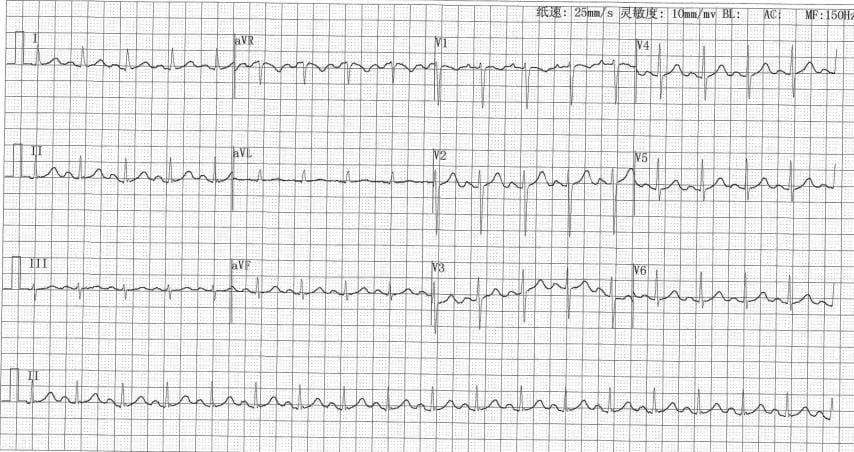 纸速: 25mm/s 灵敏度: 10mm/mv BL: AC: MF:150Hz
I aVR V1 V4
II aVL V2 V5
III aVF V3 V6
II